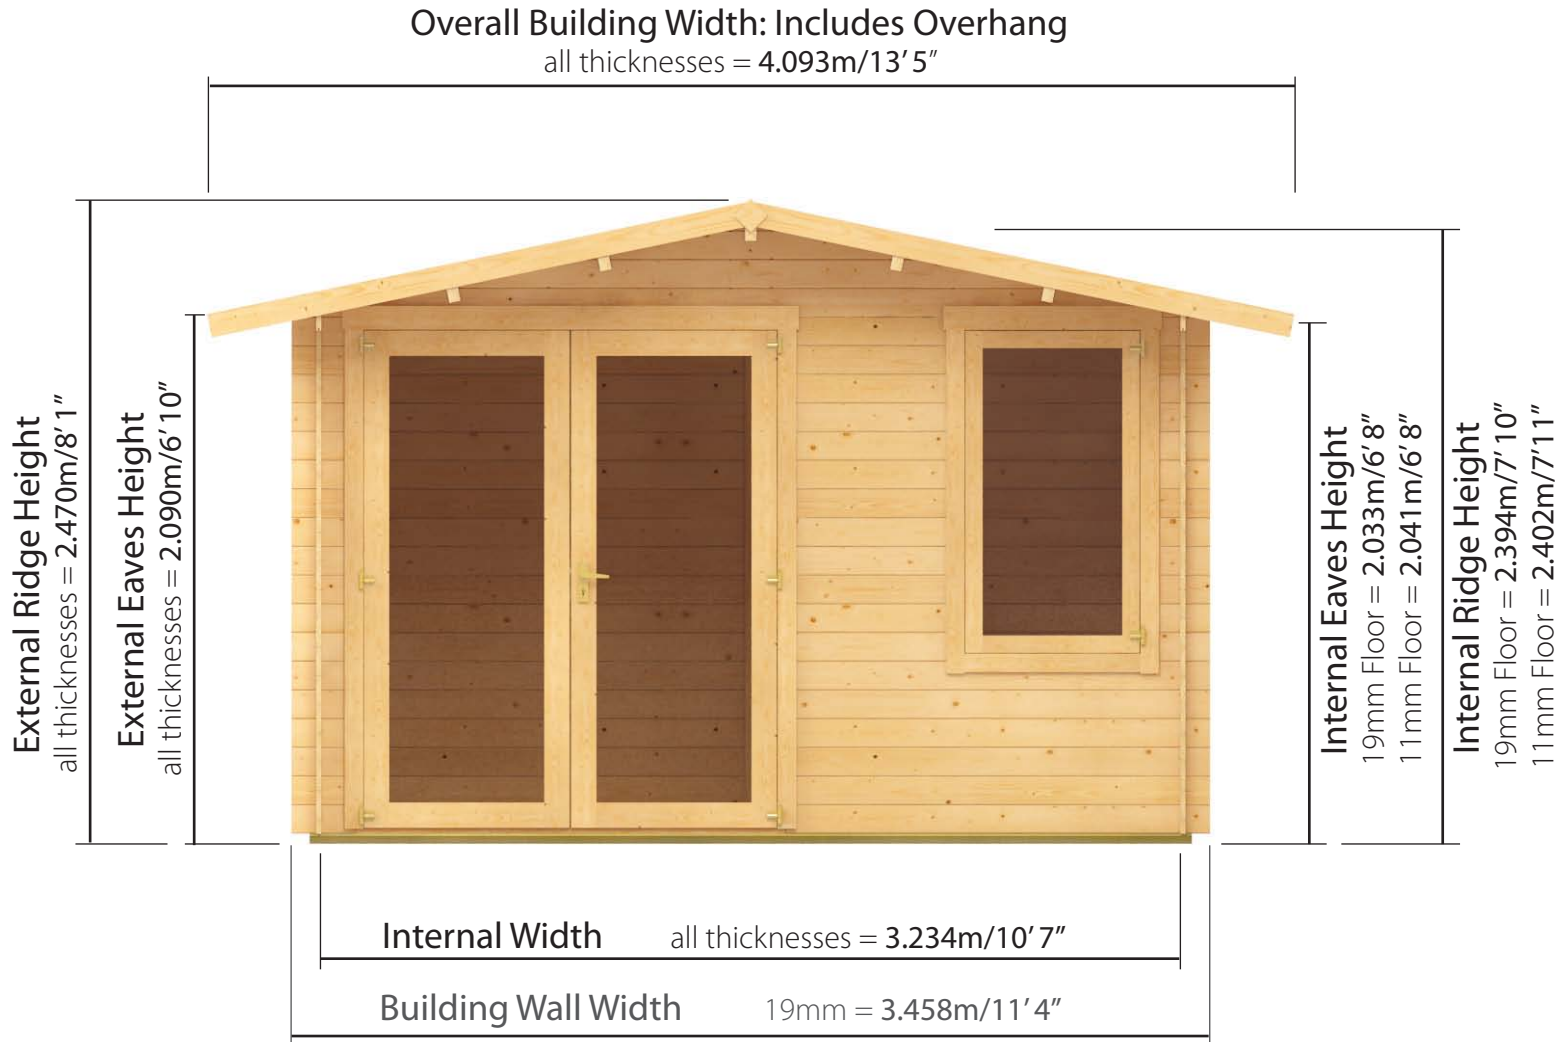 Overall Building Width: Includes Overhang
all thicknesses = 4.093m/13’ 5”
External Ridge Height
all thicknesses = 2.470m/8’ 1”
External Eaves Height
all thicknesses = 2.090m/6’ 10”
Internal Eaves Height
19mm Floor = 2.033m/6’ 8”
11mm Floor = 2.041m/6’ 8”
Internal Ridge Height
19mm Floor = 2.394m/7’ 10”
11mm Floor = 2.402m/7’ 11”
Internal Width all thicknesses = 3.234m/10’ 7”
Building Wall Width 19mm = 3.458m/11’ 4”